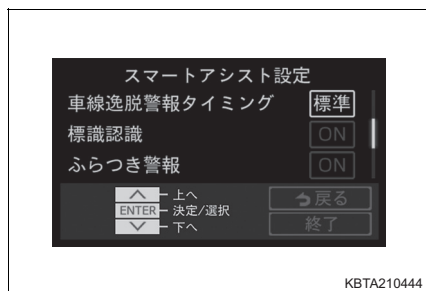 スマートアシスト設定
車線逸脱警報タイミング 標準
標識認識 ON
ふらつき警報 ON
上へ 戻る
ENTER 決定/選択
下へ 終了
KBTA210444